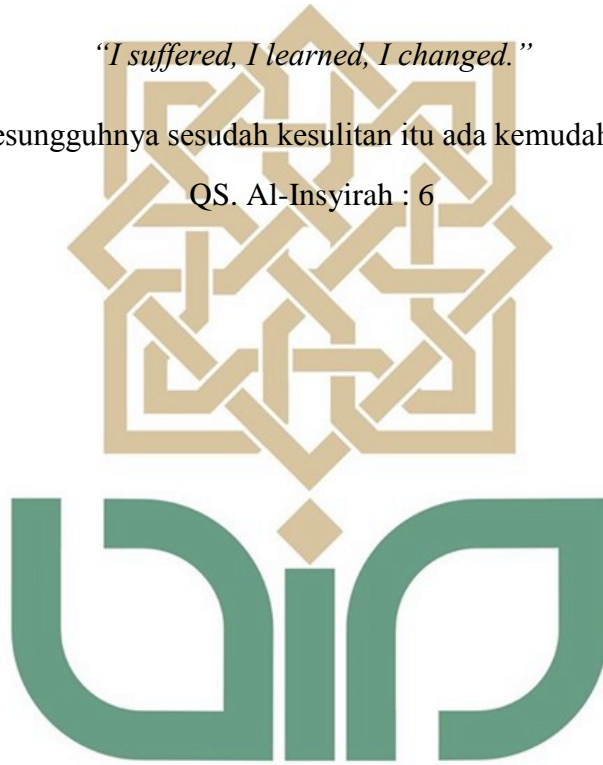 “I suffered, I learned, I changed.”
esungguhnya sesudah kesulitan itu ada kemudah
QS. Al-Insyirah : 6